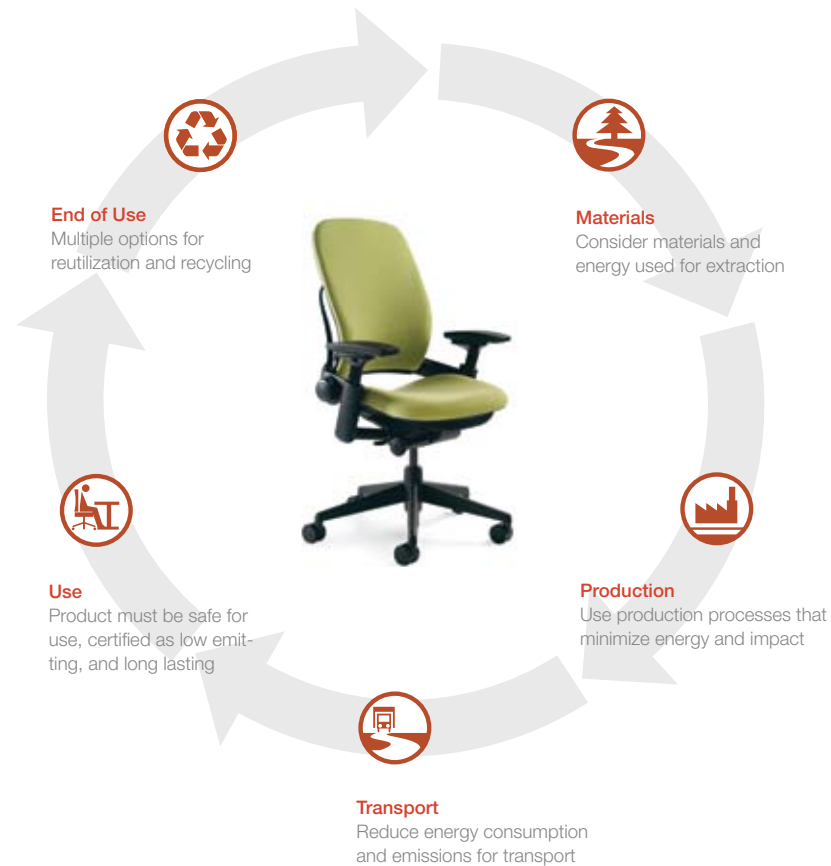 End of Use
Multiple options for
reutilization and recycling
Materials
Consider materials and
energy used for extraction
Production
Use production processes that
minimize energy and impact
Transport
Reduce energy consumption
and emissions for transport
Use
Product must be safe for
use, certified as low emit-
ting, and long lasting